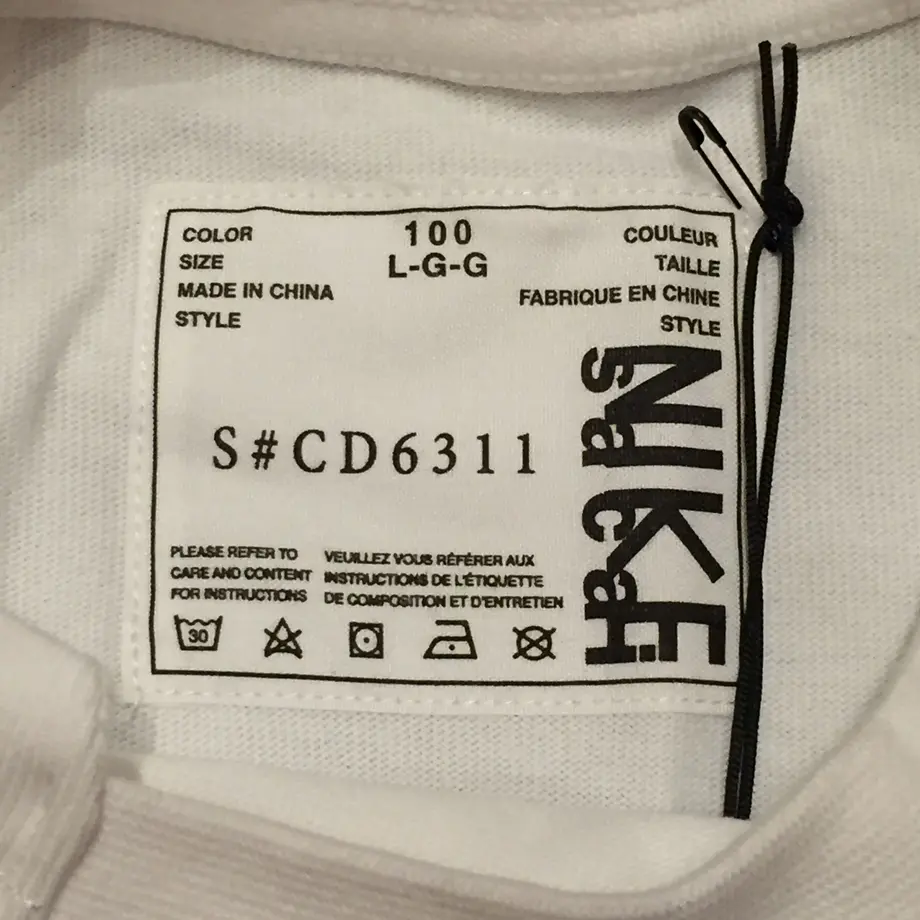 COLOR 100 COULEUR
SIZE L-G-G TAILLE
MADE IN CHINA FABRIQUE EN CHINE
STYLE STYLE
S#CD6311
NIKE
sacai
PLEASE REFER TO
CARE AND CONTENT
FOR INSTRUCTIONS
VEUILLEZ VOUS RÉFÉRER AUX
INSTRUCTIONS DE L'ÉTIQUETTE
DE COMPOSITION ET D'ENTRETIEN
30